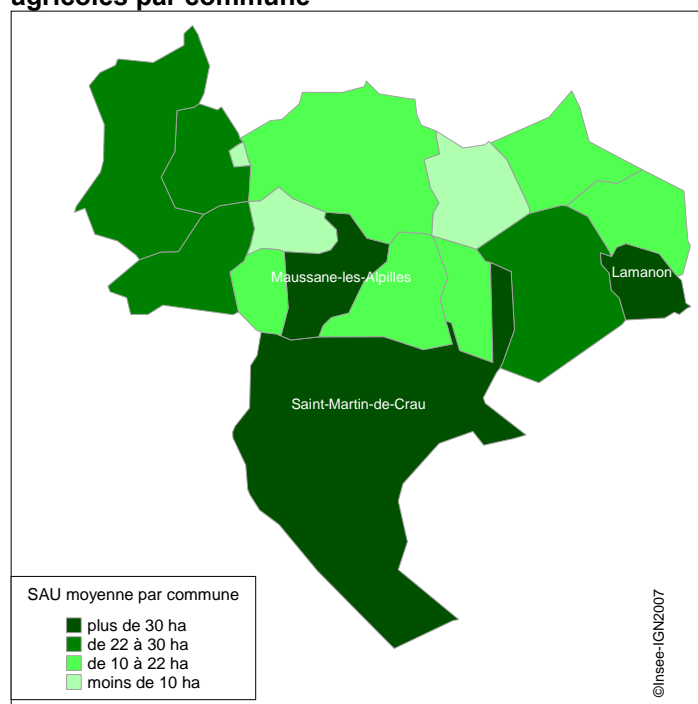 agricoles par commune
Maussane-les-Alpilles
Lamanon
Saint-Martin-de-Crau
SAU moyenne par commune
plus de 30 ha
de 22 à 30 ha
de 10 à 22 ha
moins de 10 ha
©Insee-IGN2007